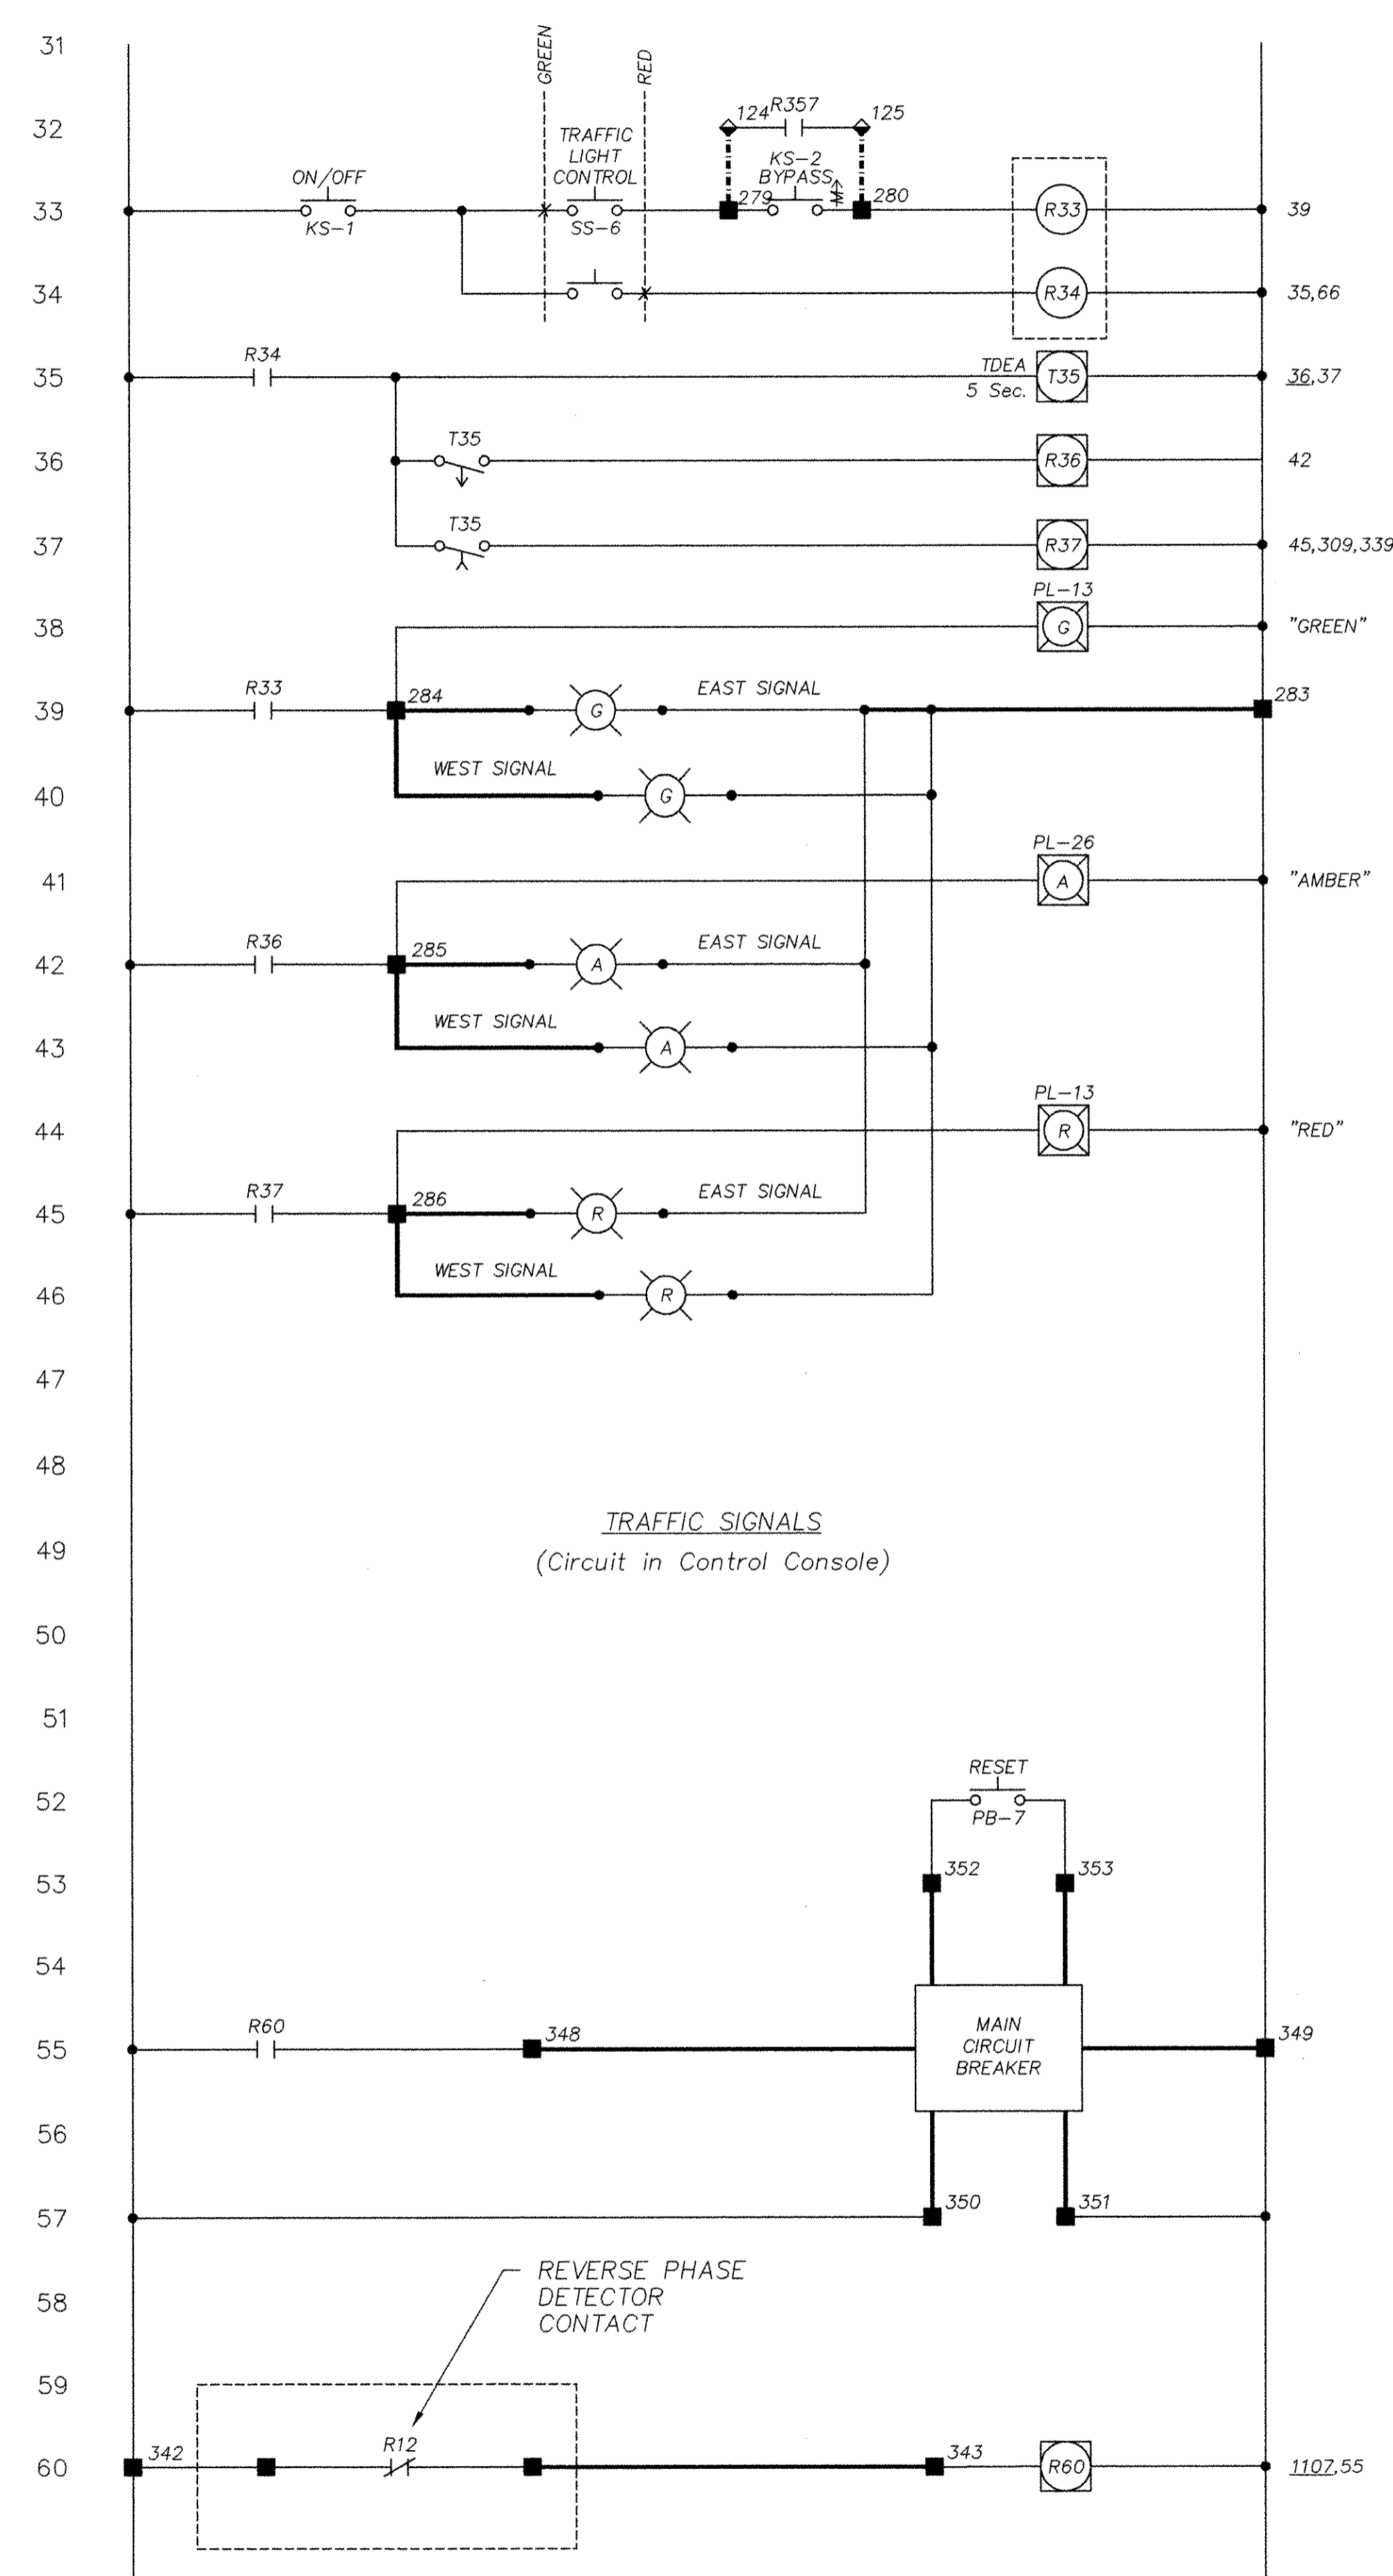 31
GREEN
RED
32
124
R357
125
TRAFFIC
LIGHT
CONTROL
KS-2
BYPASS
ON/OFF
33
KS-1
SS-6
279
M
280
R33
39
34
R34
35,66
R34
35
TDEA
5 Sec.
T35
36,37
T35
36
R36
42
T35
37
R37
45,309,339
PL-13
38
G
"GREEN"
R33
284
EAST SIGNAL
283
39
G
WEST SIGNAL
40
G
PL-26
41
A
"AMBER"
R36
285
EAST SIGNAL
42
A
WEST SIGNAL
43
A
PL-13
44
R
"RED"
R37
286
EAST SIGNAL
45
R
WEST SIGNAL
46
R
47
48
TRAFFIC SIGNALS
49
(Circuit in Control Console)
50
51
RESET
52
PB-7
53
352
353
54
R60
348
MAIN
CIRCUIT
BREAKER
349
55
56
57
350
351
REVERSE PHASE
DETECTOR
CONTACT
58
59
60
342
R12
343
R60
1107,55